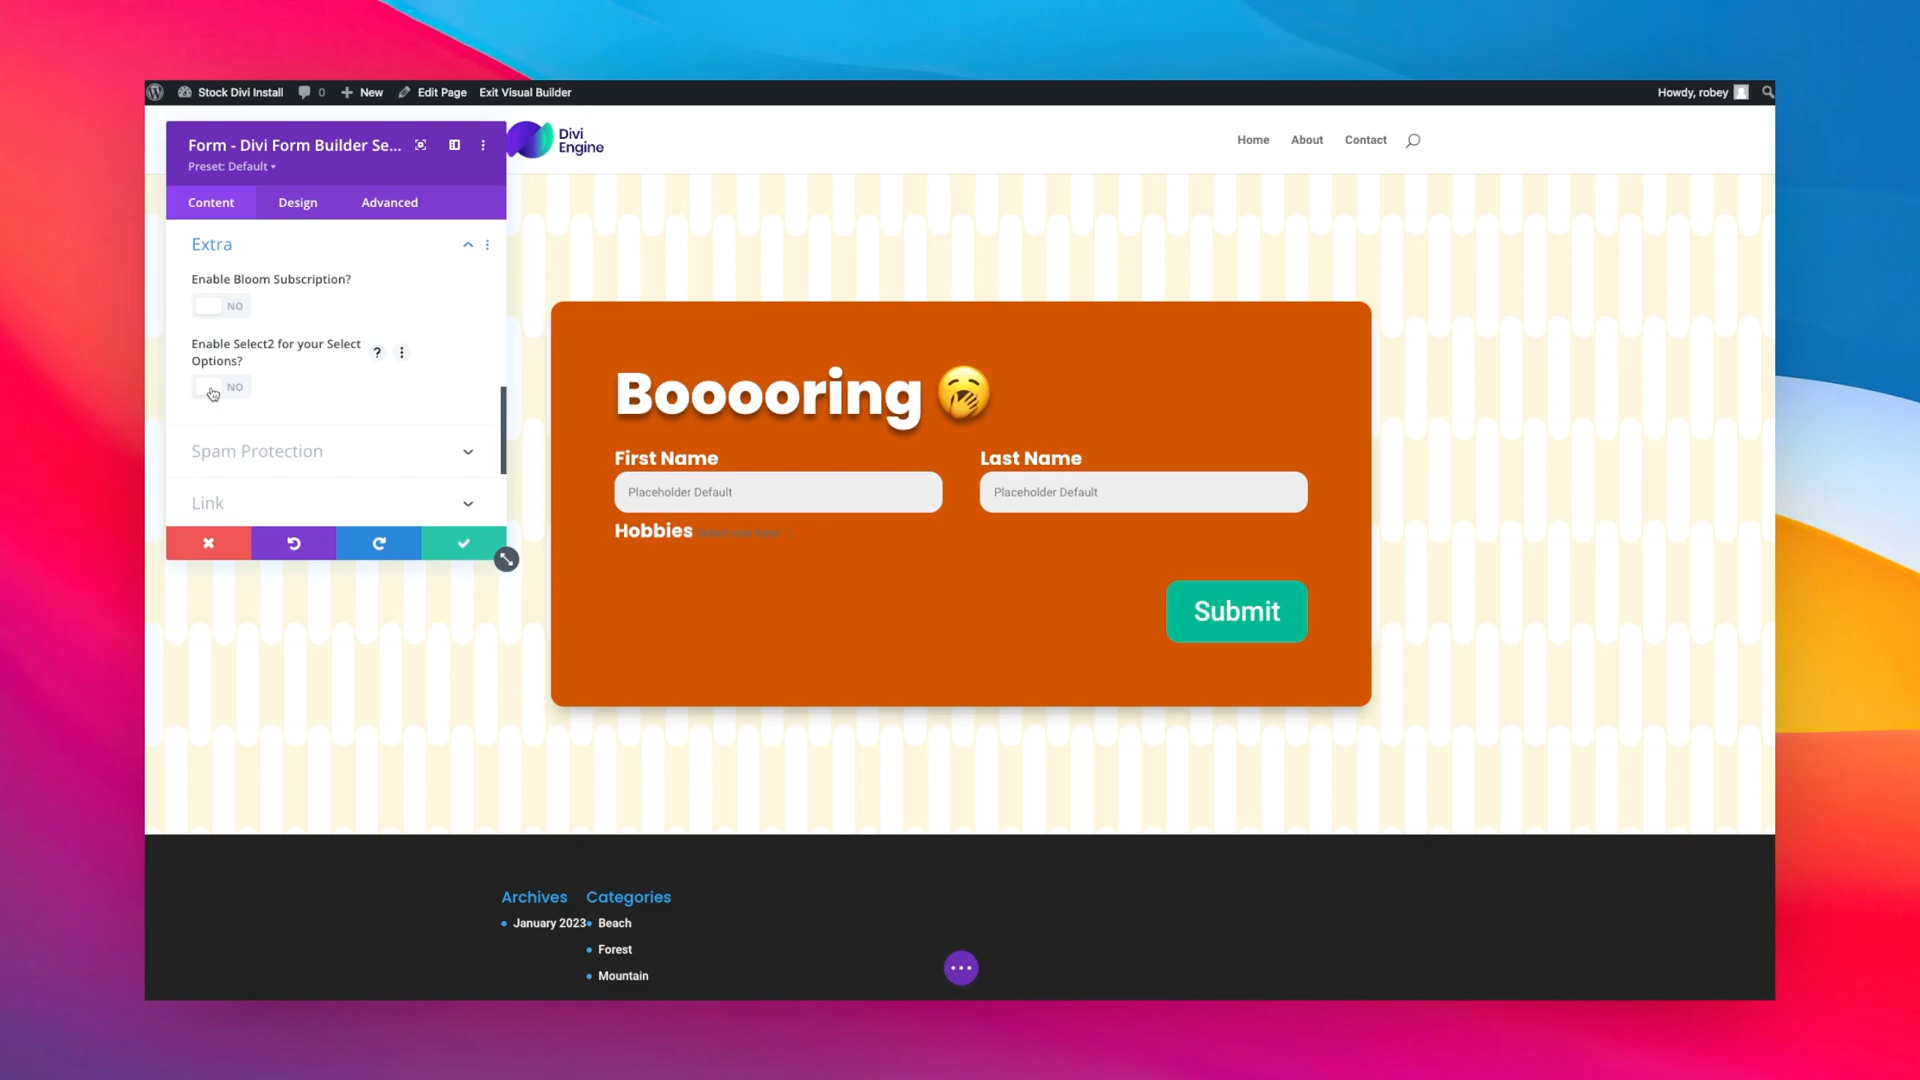 Stock Divi Install 0 New Edit Page Exit Visual Builder Howdy, robey
Form - Divi Form Builder Se...
Preset: Default
Divi
Engine
Home About Contact
Content Design Advanced
Extra
Enable Bloom Subscription?
NO
Enable Select2 for your Select
Options?
?
NO
Spam Protection
Link
Booooring
First Name Last Name
Placeholder Default Placeholder Default
Hobbies
Submit
Archives Categories
January 2023 Beach
Forest
Mountain